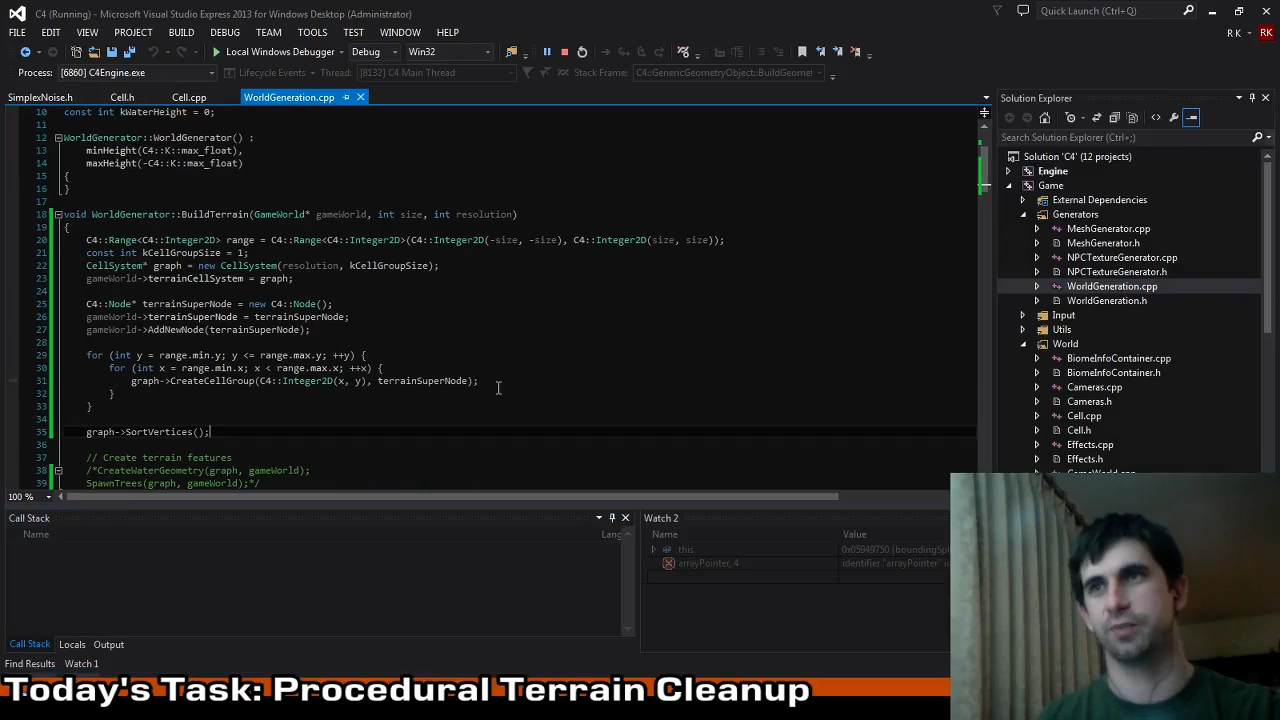 C4 (Running) - Microsoft Visual Studio Express 2013 for Windows Desktop (Administrator)
Quick Launch (Ctrl+Q)
FILE EDIT VIEW PROJECT BUILD DEBUG TEAM TOOLS TEST WINDOW HELP
R K
RK
Local Windows Debugger Debug Win32
Process: [6860] C4Engine.exe Lifecycle Events Thread: [8132] C4 Main Thread Stack Frame: C4::GenericGeometryObject::BuildGeomet
SimplexNoise.h Cell.h Cell.cpp WorldGeneration.cpp
10 const int kWaterHeight = 0;
11
12 WorldGenerator::WorldGenerator() :
13 minHeight(C4::K::max_float),
14 maxHeight(-C4::K::max_float)
15 {
16 }
17
18 void WorldGenerator::BuildTerrain(GameWorld* gameWorld, int size, int resolution)
19 {
20 C4::Range<C4::Integer2D> range = C4::Range<C4::Integer2D>(C4::Integer2D(-size, -size), C4::Integer2D(size, size));
21 const int kCellGroupSize = 1;
22 CellSystem* graph = new CellSystem(resolution, kCellGroupSize);
23 gameWorld->terrainCellSystem = graph;
24
25 C4::Node* terrainSuperNode = new C4::Node();
26 gameWorld->terrainSuperNode = terrainSuperNode;
27 gameWorld->AddNewNode(terrainSuperNode);
28
29 for (int y = range.min.y; y <= range.max.y; ++y) {
30 for (int x = range.min.x; x < range.max.x; ++x) {
31 graph->CreateCellGroup(C4::Integer2D(x, y), terrainSuperNode);
32 }
33 }
34
35 graph->SortVertices();
36
37 // Create terrain features
38 /*CreateWaterGeometry(graph, gameWorld);
39 SpawnTrees(graph, gameWorld);*/
100 %
Solution Explorer
Search Solution Explorer (Ctrl+;)
Solution 'C4' (12 projects)
Engine
Game
External Dependencies
Generators
MeshGenerator.cpp
MeshGenerator.h
NPCTextureGenerator.cpp
NPCTextureGenerator.h
WorldGeneration.cpp
WorldGeneration.h
Input
Utils
World
BiomeInfoContainer.cpp
BiomeInfoContainer.h
Cameras.cpp
Cameras.h
Cell.cpp
Cell.h
Effects.cpp
Effects.h
Call Stack
Name Lang
Call Stack Locals Output
Find Results Watch 1
Watch 2
Name Value
this 0x05949750 {boundingSpl
arrayPointer, 4 identifier "arrayPointer" i
Today's Task: Procedural Terrain Cleanup